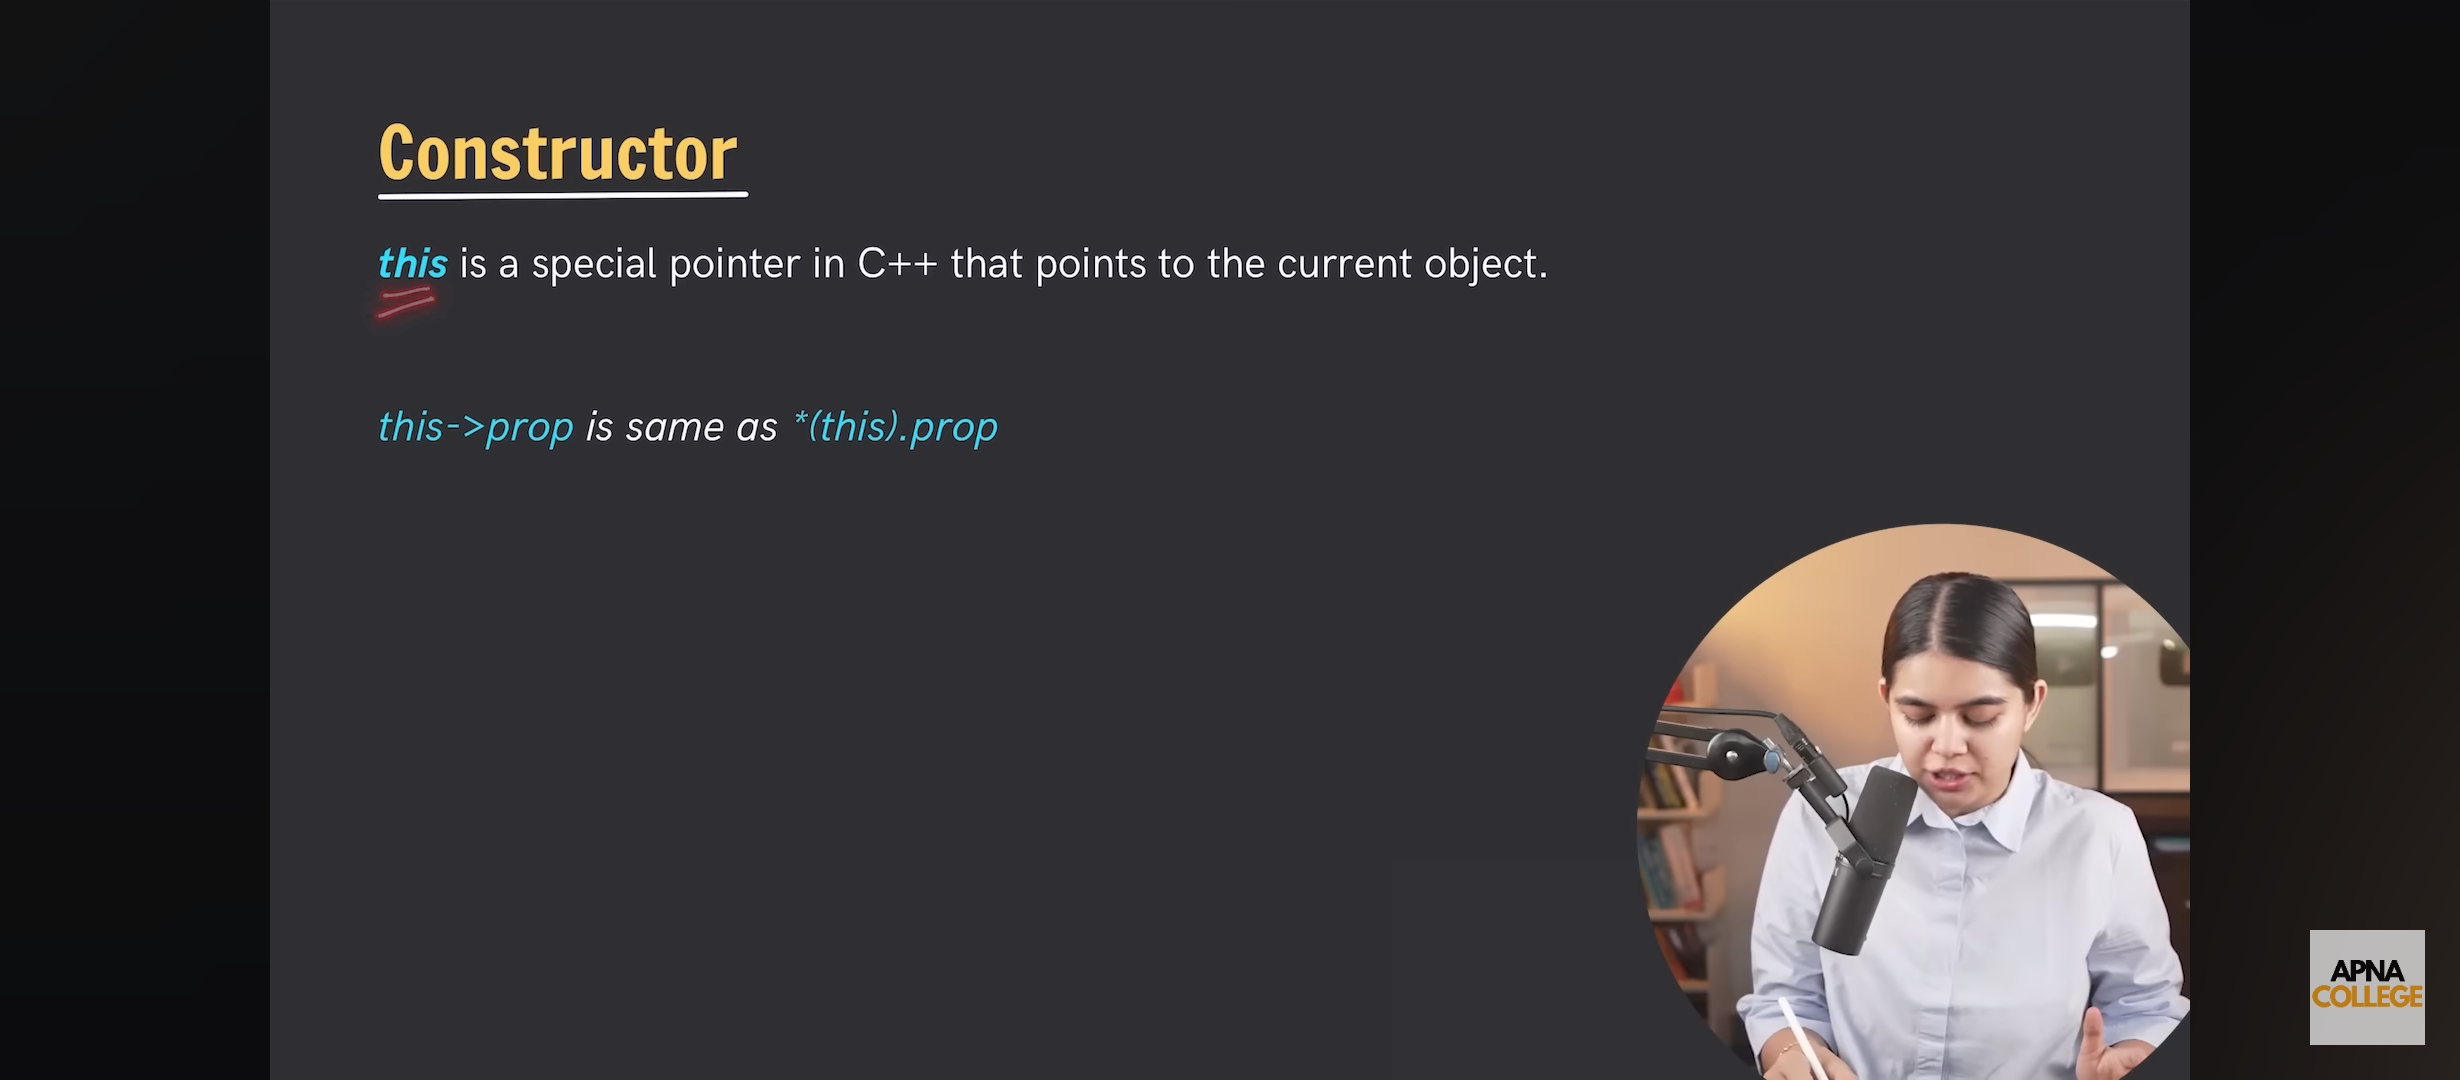 Constructor
this is a special pointer in C++ that points to the current object.
this->prop is same as *(this).prop
APNA
COLLEGE